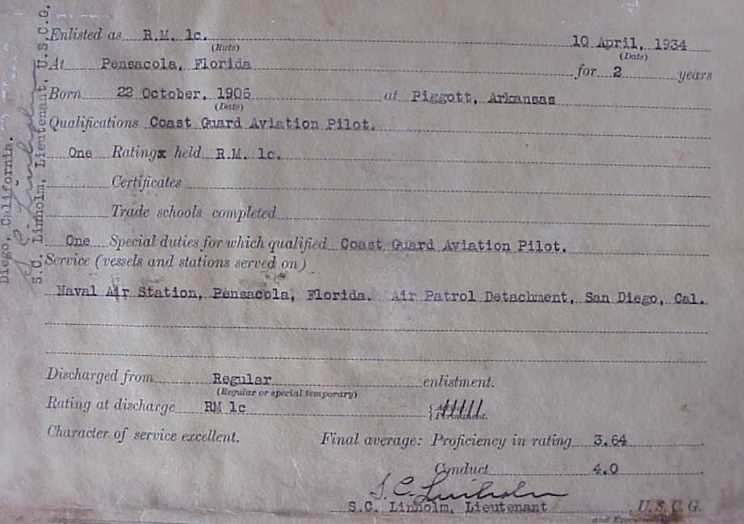 Enlisted as R.M. 1c. 10 April, 1934
(Rate) (Date)
At Pensacola, Florida for 2 years
Born 22 October, 1906 at Piggott, Arkansas
(Date)
Qualifications Coast Guard Aviation Pilot.
One Ratingx held R.M. 1c.
Certificates
Trade schools completed
One Special duties for which qualified Coast Guard Aviation Pilot.
Service (vessels and stations served on)
Naval Air Station, Pensacola, Florida. Air Patrol Detachment, San Diego, Cal.
Discharged from Regular enlistment.
(Regular or special temporary)
Rating at discharge RM 1c
Character of service excellent. Final average: Proficiency in rating 3.64
Conduct 4.0
S.C. Linholm
S.C. Linholm, Lieutenant U.S.C.G.
Diego, California.
S.C. Linholm
S.C. Linholm, Lieutenant, U.S.C.G.